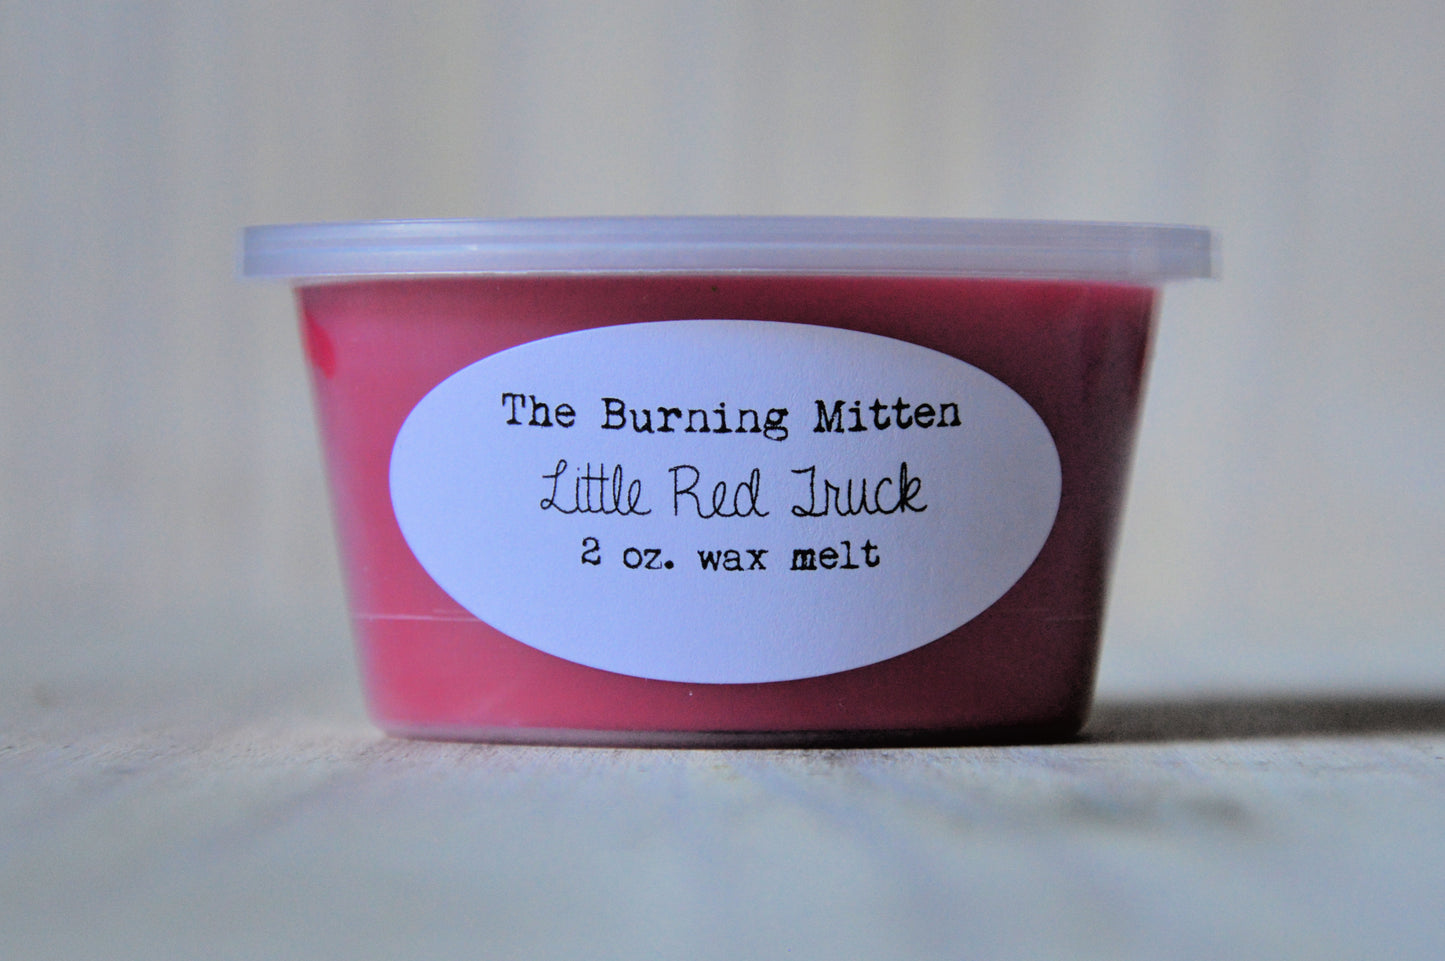 The Burning Mitten
Little Red Truck
2 oz. wax melt